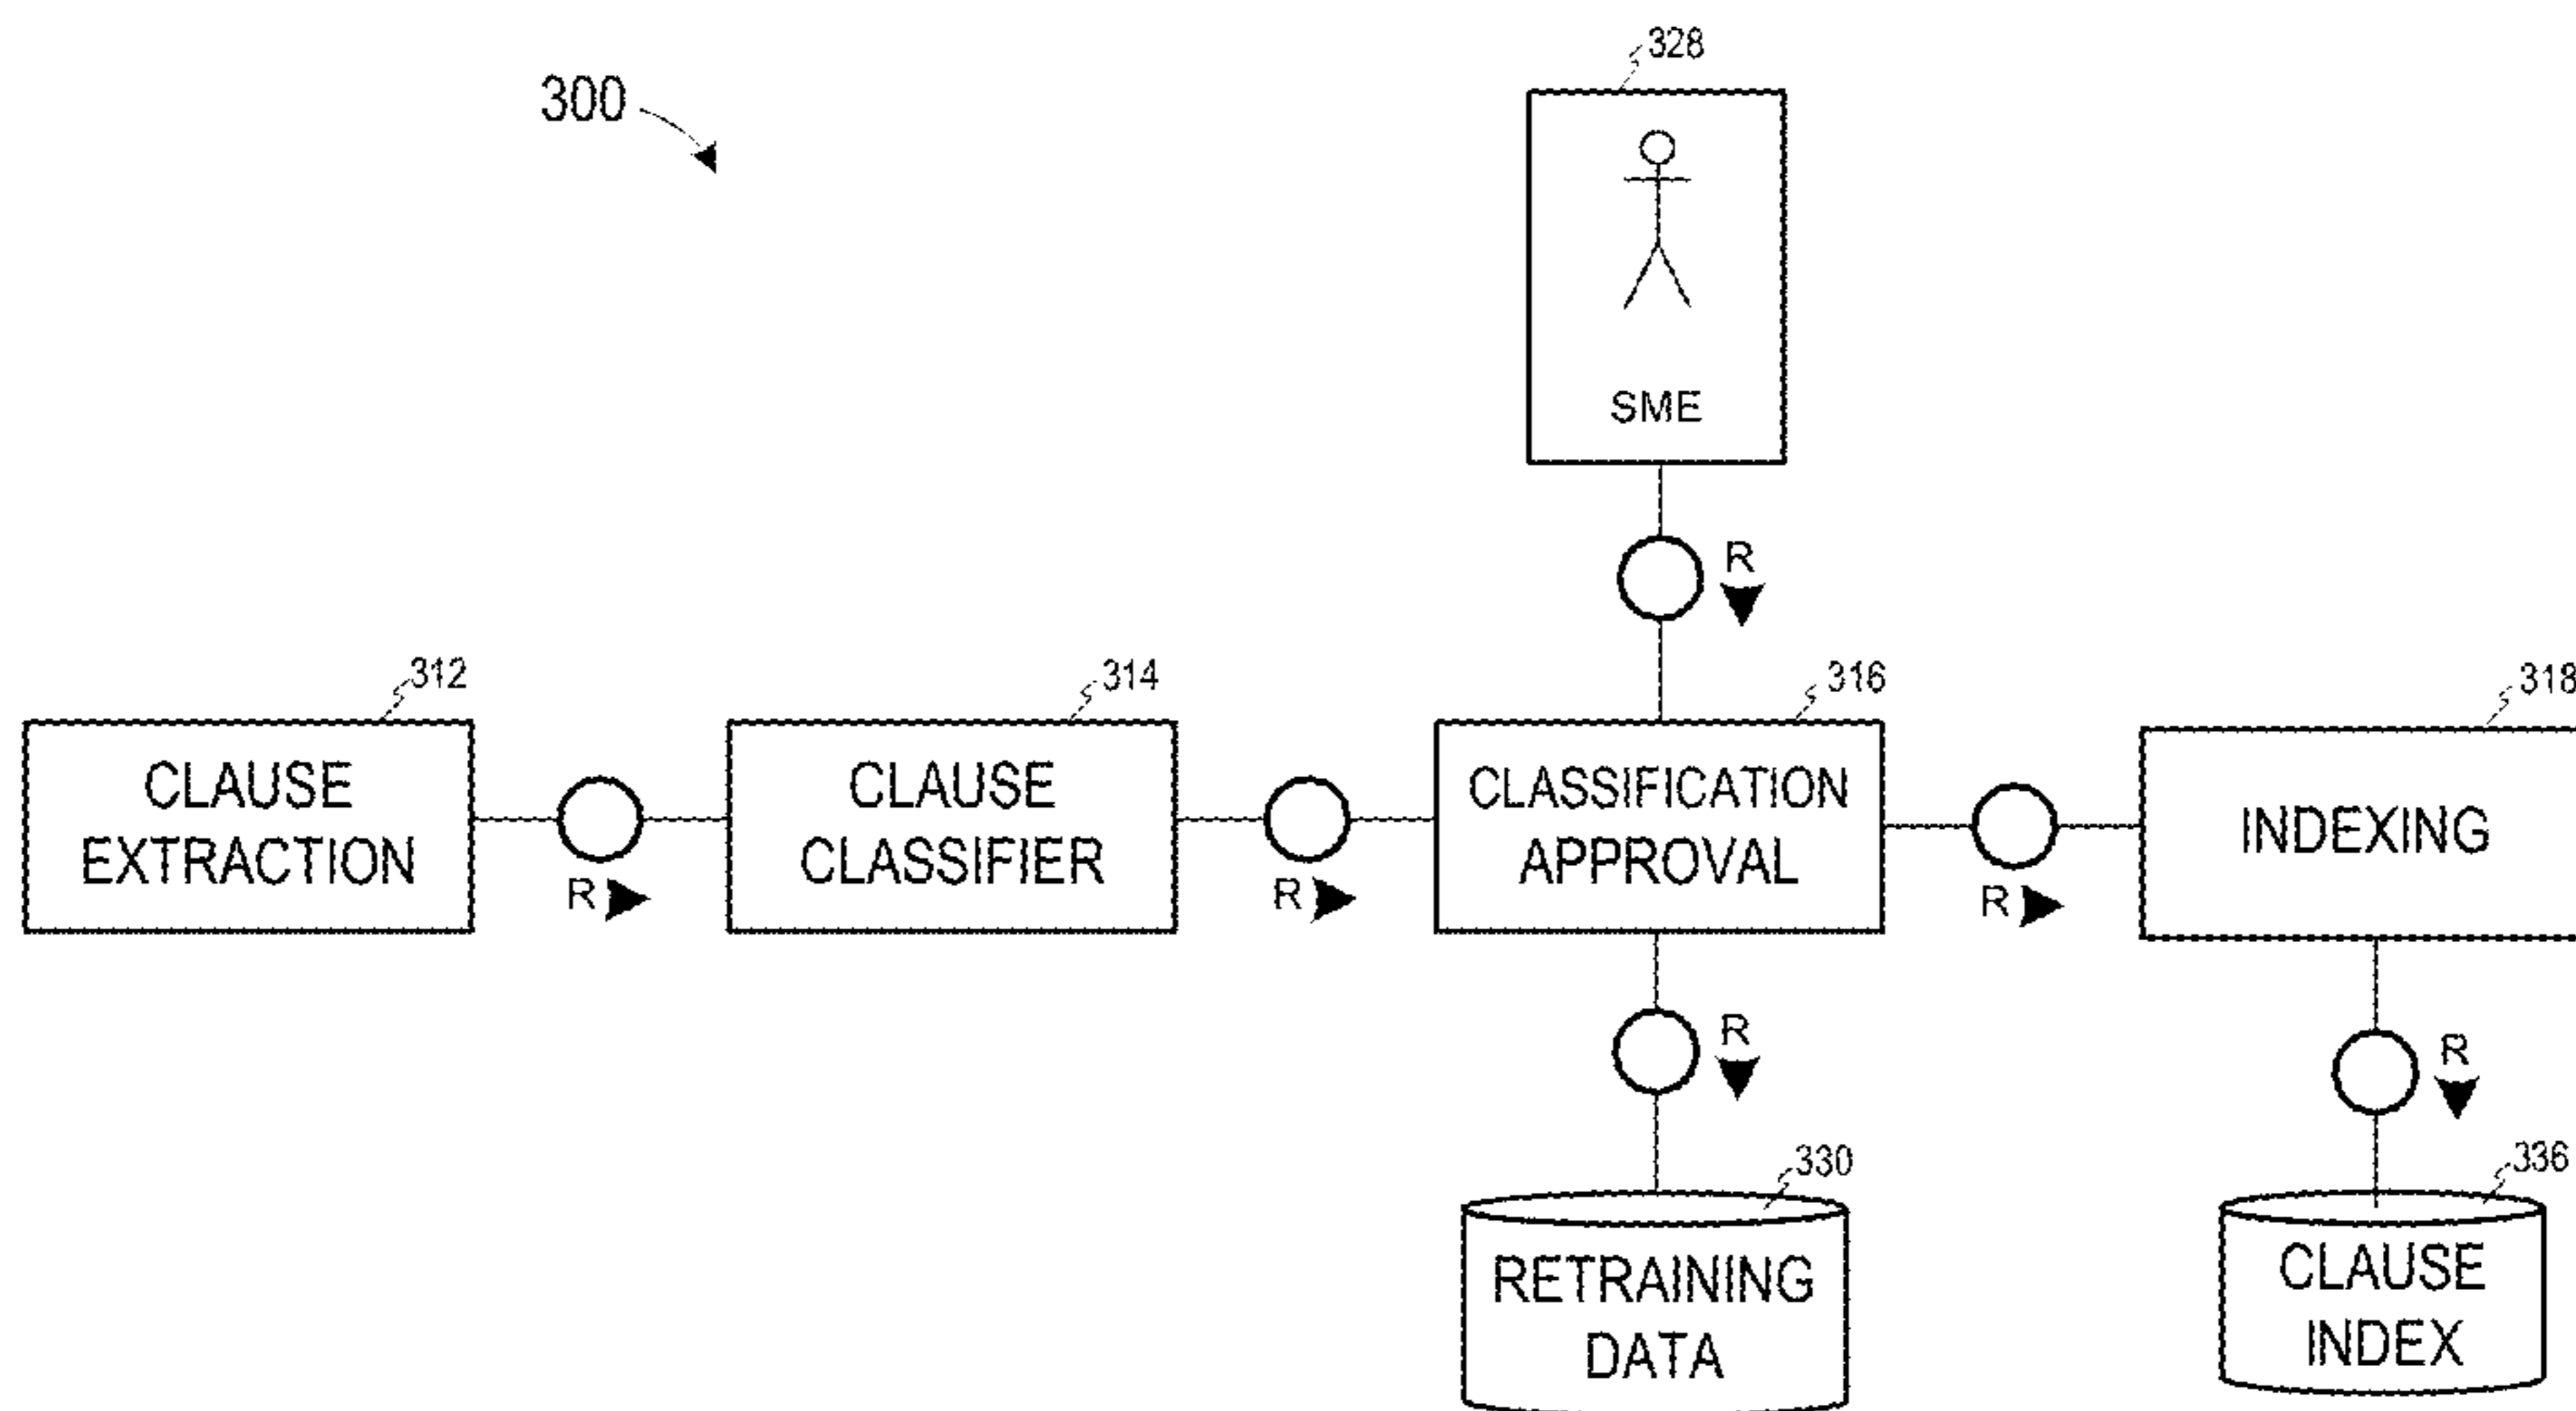 300
328
SME
R
312
314
316
318
CLAUSE
EXTRACTION
R
CLAUSE
CLASSIFIER
R
CLASSIFICATION
APPROVAL
R
INDEXING
R
R
330
336
RETRAINING
DATA
CLAUSE
INDEX